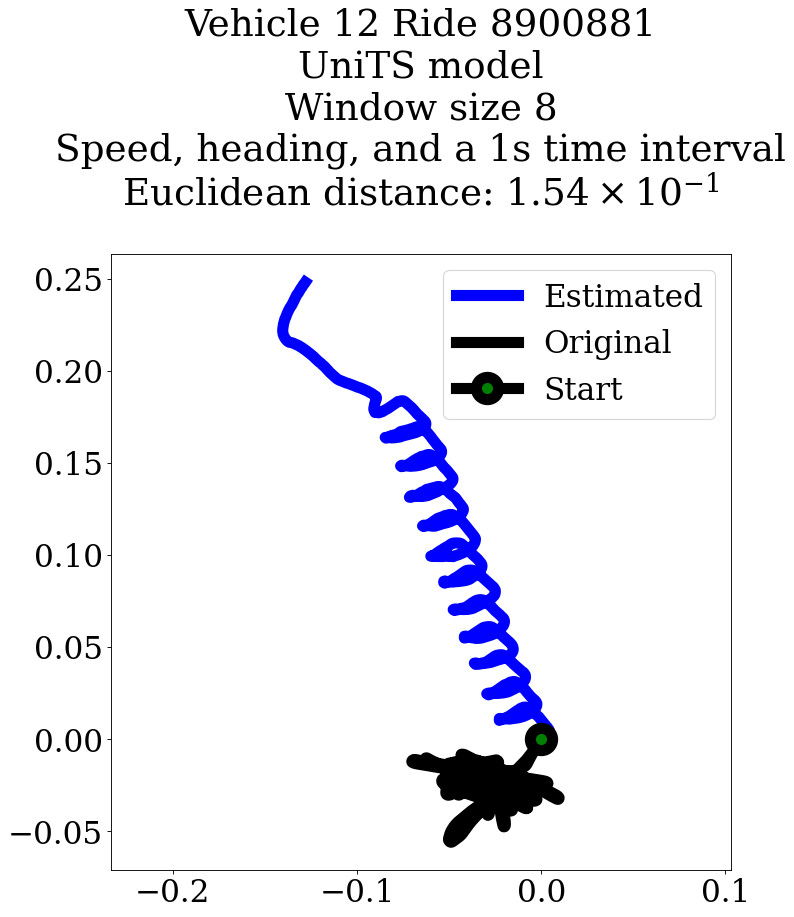 Vehicle 12 Ride 8900881
UniTS model
Window size 8
Speed, heading, and a 1s time interval
Euclidean distance: 1.54 × 10⁻¹
Estimated
Original
Start
0.25
0.20
0.15
0.10
0.05
0.00
−0.05
−0.2
−0.1
0.0
0.1